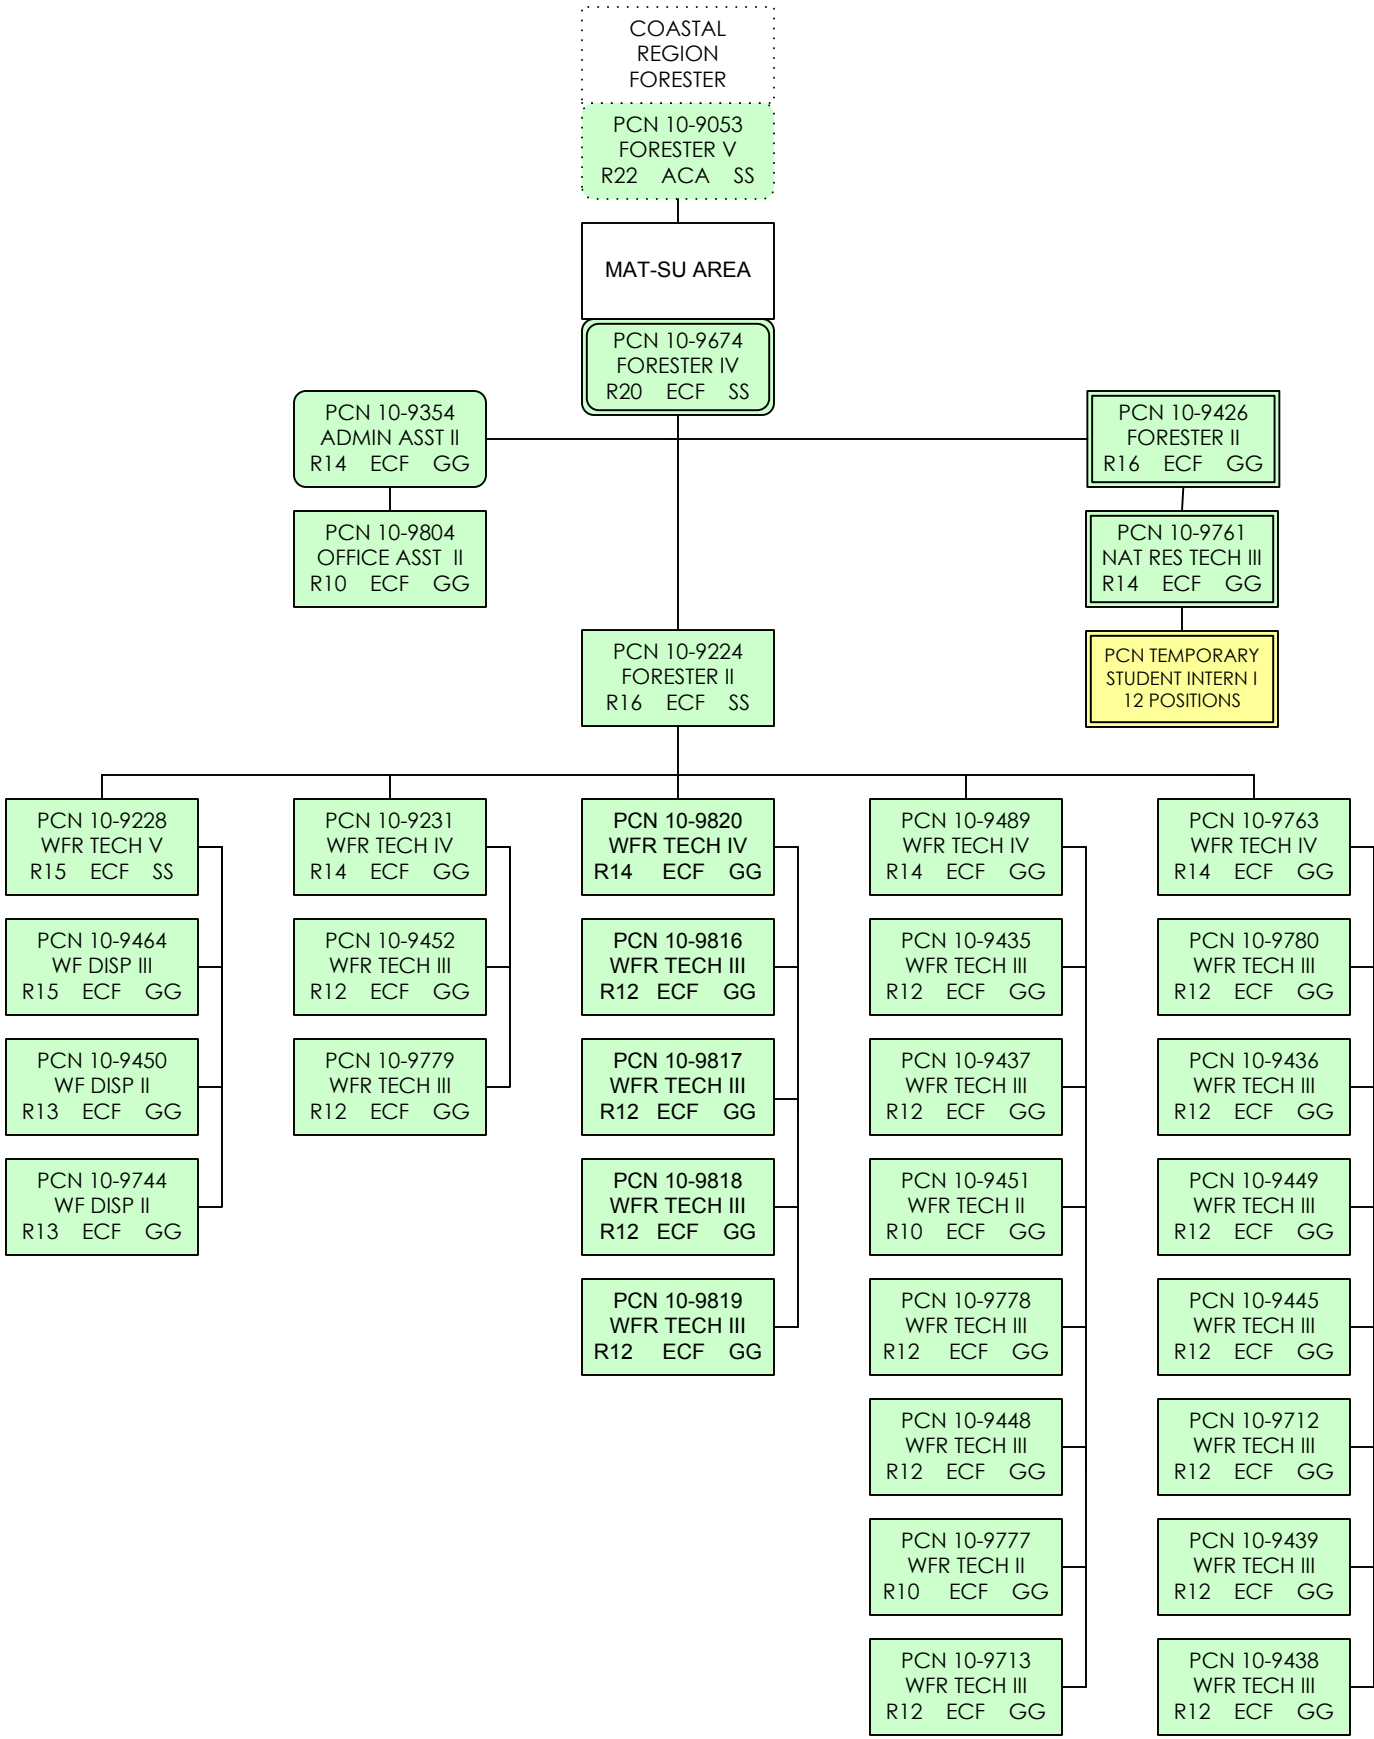 COASTAL
REGION
FORESTER
PCN 10-9053
FORESTER V
R22 ACA SS
MAT-SU AREA
PCN 10-9674
FORESTER IV
R20 ECF SS
PCN 10-9354
ADMIN ASST II
R14 ECF GG
PCN 10-9426
FORESTER II
R16 ECF GG
PCN 10-9804
OFFICE ASST II
R10 ECF GG
PCN 10-9761
NAT RES TECH III
R14 ECF GG
PCN 10-9224
FORESTER II
R16 ECF SS
PCN TEMPORARY
STUDENT INTERN I
12 POSITIONS
PCN 10-9228
WFR TECH V
R15 ECF SS
PCN 10-9464
WF DISP III
R15 ECF GG
PCN 10-9450
WF DISP II
R13 ECF GG
PCN 10-9744
WF DISP II
R13 ECF GG
PCN 10-9231
WFR TECH IV
R14 ECF GG
PCN 10-9452
WFR TECH III
R12 ECF GG
PCN 10-9779
WFR TECH III
R12 ECF GG
PCN 10-9820
WFR TECH IV
R14 ECF GG
PCN 10-9816
WFR TECH III
R12 ECF GG
PCN 10-9817
WFR TECH III
R12 ECF GG
PCN 10-9818
WFR TECH III
R12 ECF GG
PCN 10-9819
WFR TECH III
R12 ECF GG
PCN 10-9489
WFR TECH IV
R14 ECF GG
PCN 10-9435
WFR TECH III
R12 ECF GG
PCN 10-9437
WFR TECH III
R12 ECF GG
PCN 10-9451
WFR TECH II
R10 ECF GG
PCN 10-9778
WFR TECH III
R12 ECF GG
PCN 10-9448
WFR TECH III
R12 ECF GG
PCN 10-9777
WFR TECH II
R10 ECF GG
PCN 10-9713
WFR TECH III
R12 ECF GG
PCN 10-9763
WFR TECH IV
R14 ECF GG
PCN 10-9780
WFR TECH III
R12 ECF GG
PCN 10-9436
WFR TECH III
R12 ECF GG
PCN 10-9449
WFR TECH III
R12 ECF GG
PCN 10-9445
WFR TECH III
R12 ECF GG
PCN 10-9712
WFR TECH III
R12 ECF GG
PCN 10-9439
WFR TECH III
R12 ECF GG
PCN 10-9438
WFR TECH III
R12 ECF GG